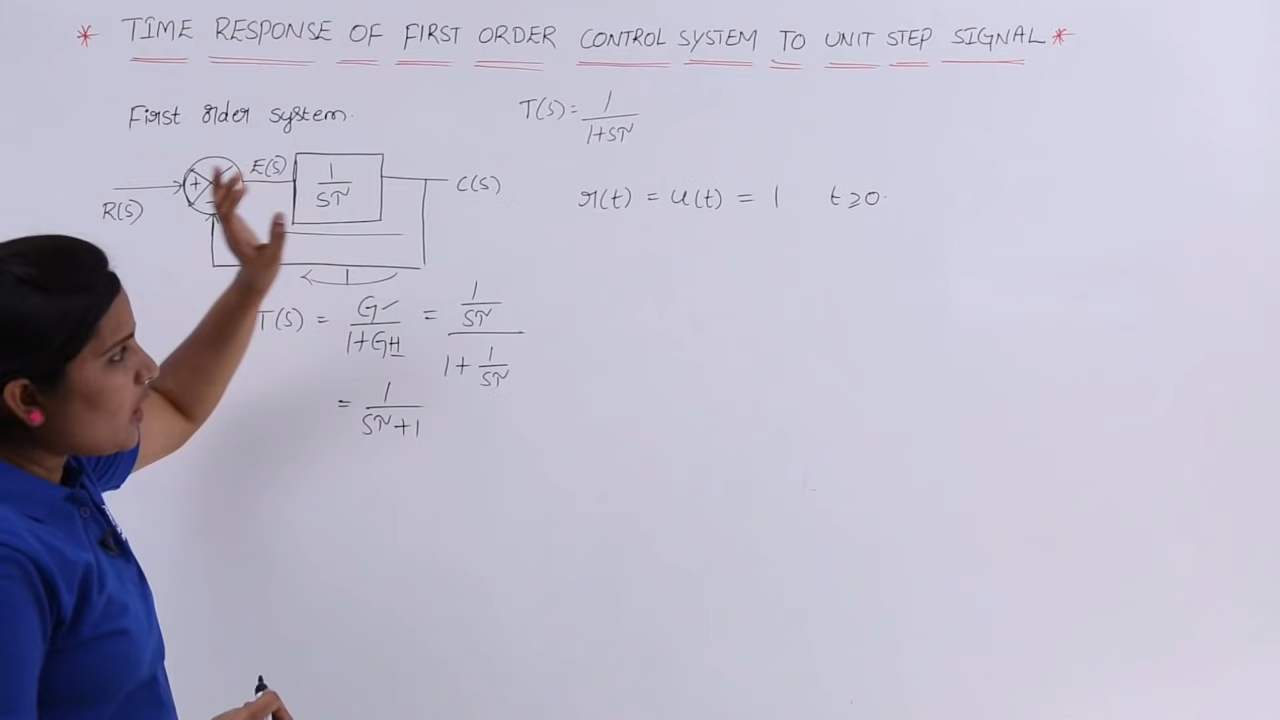 * TIME RESPONSE OF FIRST ORDER CONTROL SYSTEM TO UNIT STEP SIGNAL *
First order system.
T(S) = 1/(1+Sτ)
R(S) + − E(S) 1/(Sτ) C(S)
1
r(t) = u(t) = 1 t ≥ 0.
T(S) = G/(1+GH) = (1/(Sτ))/(1 + 1/(Sτ))
= 1/(Sτ+1)